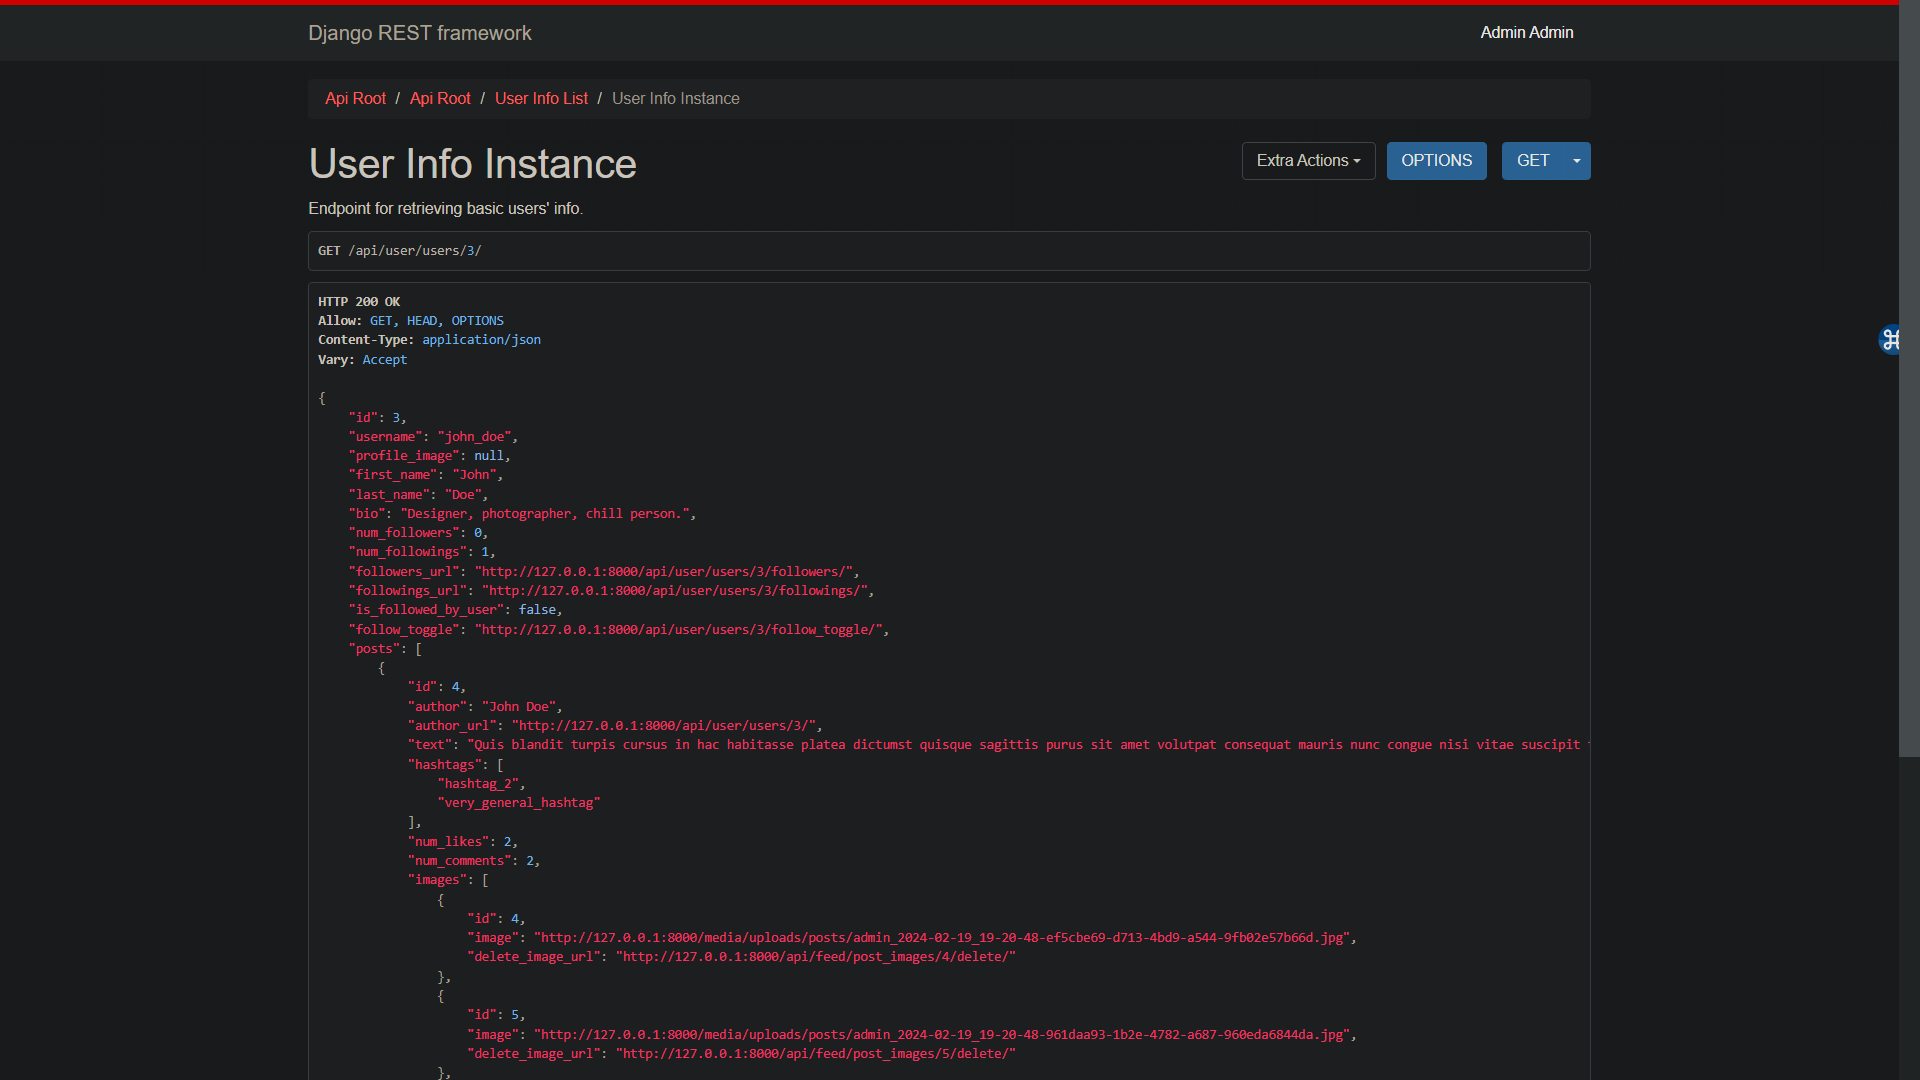 Django REST framework
Admin Admin
Api Root / Api Root / User Info List / User Info Instance
User Info Instance
Extra Actions
OPTIONS
GET
Endpoint for retrieving basic users' info.
GET /api/user/users/3/
HTTP 200 OK
Allow: GET, HEAD, OPTIONS
Content-Type: application/json
Vary: Accept
{
"id": 3,
"username": "john_doe",
"profile_image": null,
"first_name": "John",
"last_name": "Doe",
"bio": "Designer, photographer, chill person.",
"num_followers": 0,
"num_followings": 1,
"followers_url": "http://127.0.0.1:8000/api/user/users/3/followers/",
"followings_url": "http://127.0.0.1:8000/api/user/users/3/followings/",
"is_followed_by_user": false,
"follow_toggle": "http://127.0.0.1:8000/api/user/users/3/follow_toggle/",
"posts": [
{
"id": 4,
"author": "John Doe",
"author_url": "http://127.0.0.1:8000/api/user/users/3/",
"text": "Quis blandit turpis cursus in hac habitasse platea dictumst quisque sagittis purus sit amet volutpat consequat mauris nunc congue nisi vitae suscipit
"hashtags": [
"hashtag_2",
"very_general_hashtag"
],
"num_likes": 2,
"num_comments": 2,
"images": [
{
"id": 4,
"image": "http://127.0.0.1:8000/media/uploads/posts/admin_2024-02-19_19-20-48-ef5cbe69-d713-4bd9-a544-9fb02e57b66d.jpg",
"delete_image_url": "http://127.0.0.1:8000/api/feed/post_images/4/delete/"
},
{
"id": 5,
"image": "http://127.0.0.1:8000/media/uploads/posts/admin_2024-02-19_19-20-48-961daa93-1b2e-4782-a687-960eda6844da.jpg",
"delete_image_url": "http://127.0.0.1:8000/api/feed/post_images/5/delete/"
},